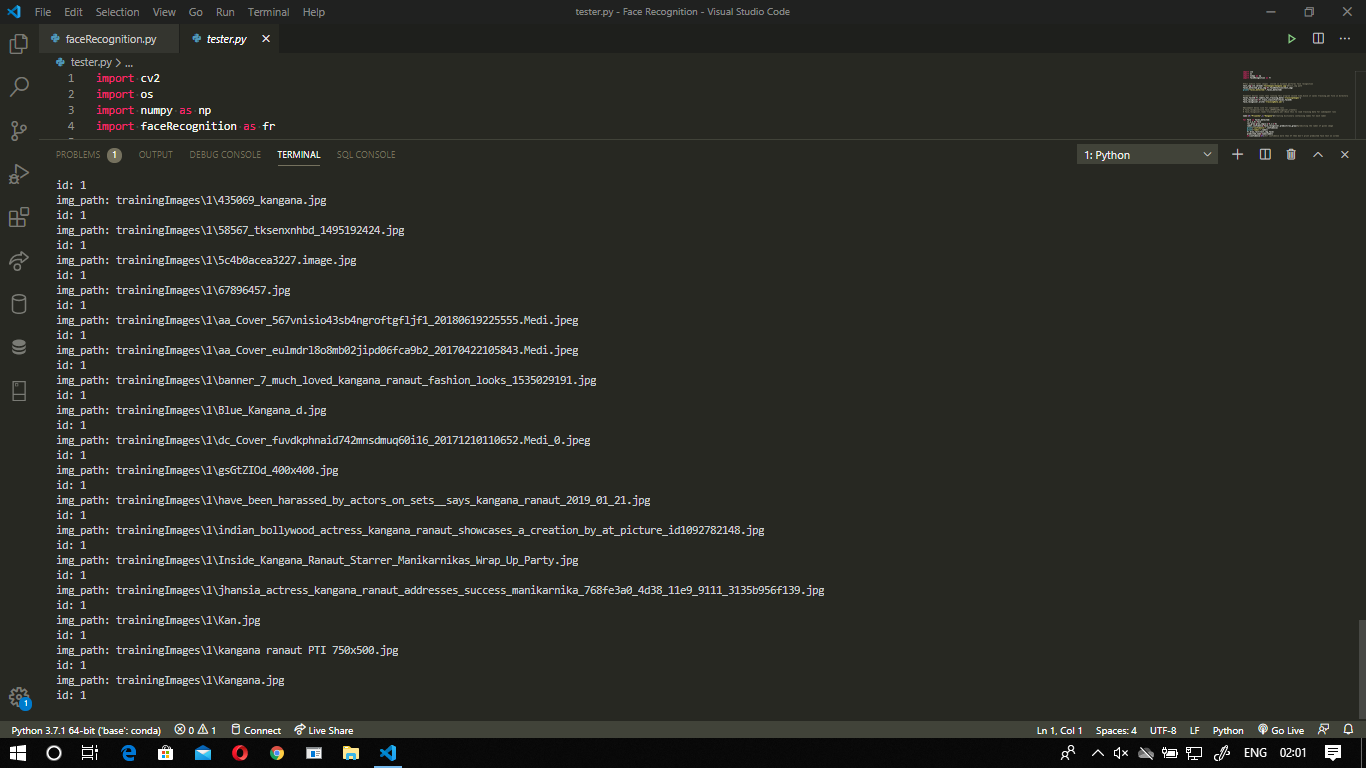 File Edit Selection View Go Run Terminal Help tester.py - Face Recognition - Visual Studio Code
faceRecognition.py tester.py
tester.py > ...
1 import cv2
2 import os
3 import numpy as np
4 import faceRecognition as fr
PROBLEMS 1 OUTPUT DEBUG CONSOLE TERMINAL SQL CONSOLE 1: Python
id: 1
img_path: trainingImages\1\435069_kangana.jpg
id: 1
img_path: trainingImages\1\58567_tksenxnhbd_1495192424.jpg
id: 1
img_path: trainingImages\1\5c4b0acea3227.image.jpg
id: 1
img_path: trainingImages\1\67896457.jpg
id: 1
img_path: trainingImages\1\aa_Cover_567vnisio43sb4ngroftgfljf1_20180619225555.Medi.jpeg
id: 1
img_path: trainingImages\1\aa_Cover_eulmdrl8o8mb02jipd06fca9b2_20170422105843.Medi.jpeg
id: 1
img_path: trainingImages\1\banner_7_much_loved_kangana_ranaut_fashion_looks_1535029191.jpg
id: 1
img_path: trainingImages\1\Blue_Kangana_d.jpg
id: 1
img_path: trainingImages\1\dc_Cover_fuvdkphnaid742mnsdmuq60i16_20171210110652.Medi_0.jpeg
id: 1
img_path: trainingImages\1\gsGtZIOd_400x400.jpg
id: 1
img_path: trainingImages\1\have_been_harassed_by_actors_on_sets__says_kangana_ranaut_2019_01_21.jpg
id: 1
img_path: trainingImages\1\indian_bollywood_actress_kangana_ranaut_showcases_a_creation_by_at_picture_id1092782148.jpg
id: 1
img_path: trainingImages\1\Inside_Kangana_Ranaut_Starrer_Manikarnikas_Wrap_Up_Party.jpg
id: 1
img_path: trainingImages\1\jhansia_actress_kangana_ranaut_addresses_success_manikarnika_768fe3a0_4d38_11e9_9111_3135b956f139.jpg
id: 1
img_path: trainingImages\1\Kan.jpg
id: 1
img_path: trainingImages\1\kangana ranaut PTI 750x500.jpg
id: 1
img_path: trainingImages\1\Kangana.jpg
id: 1
1
Python 3.7.1 64-bit ('base': conda) 0 1 Connect Live Share Ln 1, Col 1 Spaces: 4 UTF-8 LF Python Go Live
ENG 02:01